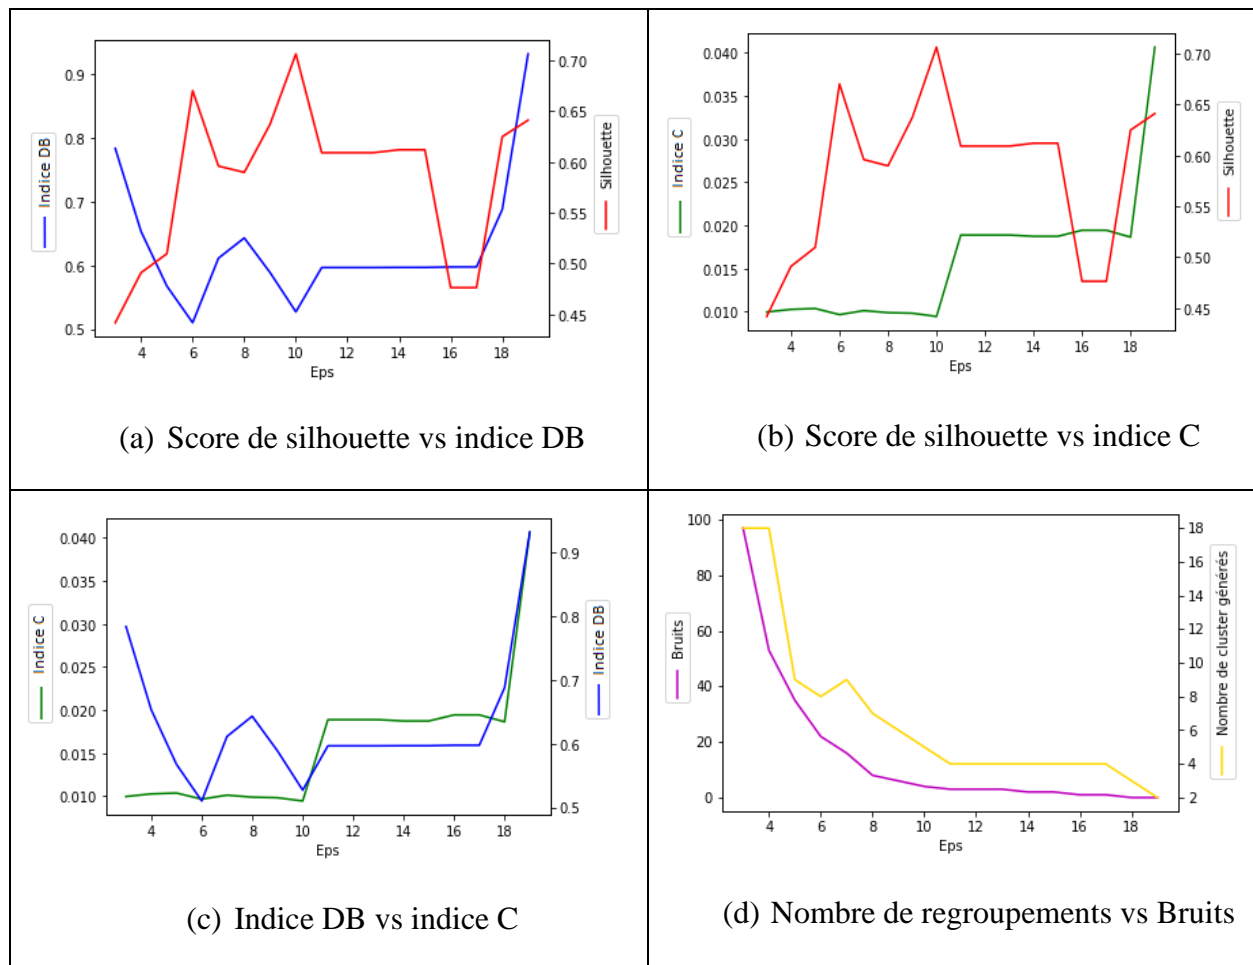 0.9
0.8
0.7
0.6
0.5
Indice DB
0.70
0.65
0.60
0.55
0.50
0.45
Silhouette
4 6 8 10 12 14 16 18
Eps
(a) Score de silhouette vs indice DB
0.040
0.035
0.030
0.025
0.020
0.015
0.010
Indice C
0.70
0.65
0.60
0.55
0.50
0.45
Silhouette
4 6 8 10 12 14 16 18
Eps
(b) Score de silhouette vs indice C
0.040
0.035
0.030
0.025
0.020
0.015
0.010
Indice C
0.9
0.8
0.7
0.6
0.5
Indice DB
4 6 8 10 12 14 16 18
Eps
(c) Indice DB vs indice C
100
80
60
40
20
0
Bruits
18
16
14
12
10
8
6
4
2
Nombre de cluster générés
4 6 8 10 12 14 16 18
Eps
(d) Nombre de regroupements vs Bruits